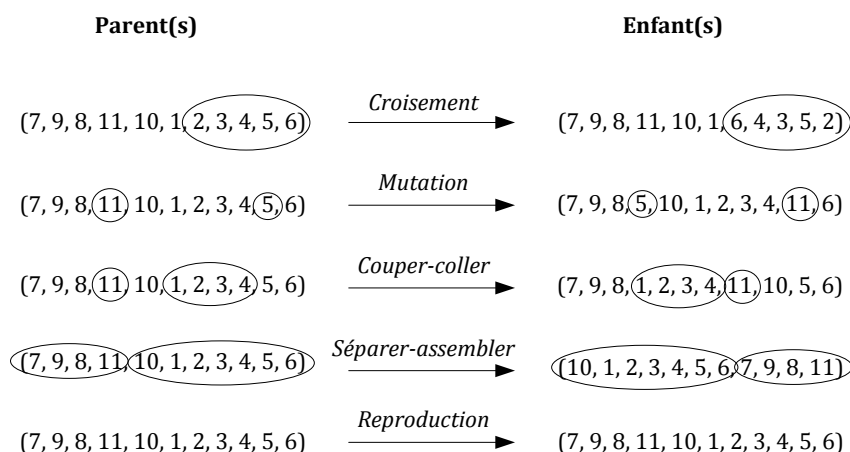 Parent(s) Enfant(s)
(7, 9, 8, 11, 10, 1, 2, 3, 4, 5, 6) Croisement (7, 9, 8, 11, 10, 1, 6, 4, 3, 5, 2)
(7, 9, 8, 11, 10, 1, 2, 3, 4, 5, 6) Mutation (7, 9, 8, 5, 10, 1, 2, 3, 4, 11, 6)
(7, 9, 8, 11, 10, 1, 2, 3, 4, 5, 6) Couper-coller (7, 9, 8, 1, 2, 3, 4, 11, 10, 5, 6)
(7, 9, 8, 11, 10, 1, 2, 3, 4, 5, 6) Séparer-assembler (10, 1, 2, 3, 4, 5, 6, 7, 9, 8, 11)
(7, 9, 8, 11, 10, 1, 2, 3, 4, 5, 6) Reproduction (7, 9, 8, 11, 10, 1, 2, 3, 4, 5, 6)